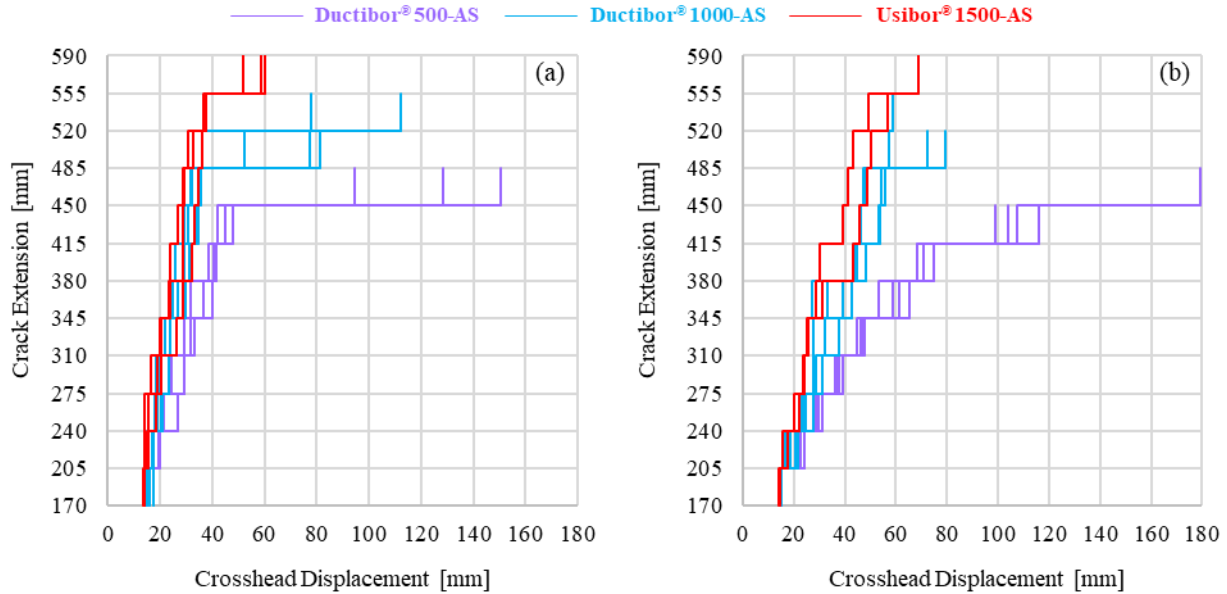 Ductibor® 500-AS Ductibor® 1000-AS Usibor® 1500-AS
(a)
Crack Extension [mm]
590
555
520
485
450
415
380
345
310
275
240
205
170
0 20 40 60 80 100 120 140 160 180
Crosshead Displacement [mm]
(b)
Crack Extension [mm]
590
555
520
485
450
415
380
345
310
275
240
205
170
0 20 40 60 80 100 120 140 160 180
Crosshead Displacement [mm]